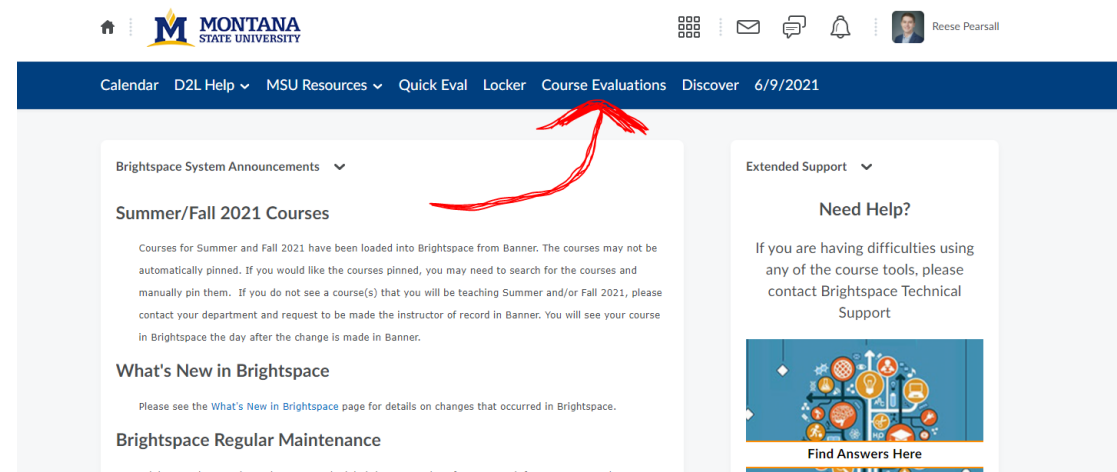 MONTANA
STATE UNIVERSITY
Reese Pearsall
Calendar D2L Help MSU Resources Quick Eval Locker Course Evaluations Discover 6/9/2021
Brightspace System Announcements
Summer/Fall 2021 Courses
Courses for Summer and Fall 2021 have been loaded into Brightspace from Banner. The courses may not be
automatically pinned. If you would like the courses pinned, you may need to search for the courses and
manually pin them. If you do not see a course(s) that you will be teaching Summer and/or Fall 2021, please
contact your department and request to be made the instructor of record in Banner. You will see your course
in Brightspace the day after the change is made in Banner.
What's New in Brightspace
Please see the What's New in Brightspace page for details on changes that occurred in Brightspace.
Brightspace Regular Maintenance
Extended Support
Need Help?
If you are having difficulties using
any of the course tools, please
contact Brightspace Technical
Support
Find Answers Here